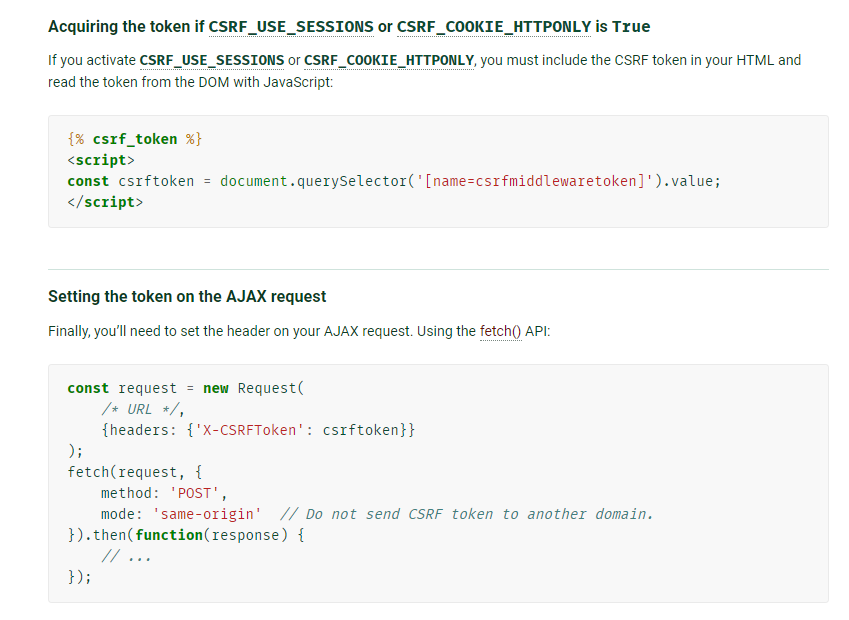 Acquiring the token if CSRF_USE_SESSIONS or CSRF_COOKIE_HTTPONLY is True
If you activate CSRF_USE_SESSIONS or CSRF_COOKIE_HTTPONLY, you must include the CSRF token in your HTML and
read the token from the DOM with JavaScript:
{% csrf_token %}
<script>
const csrftoken = document.querySelector('[name=csrfmiddlewaretoken]').value;
</script>
Setting the token on the AJAX request
Finally, you’ll need to set the header on your AJAX request. Using the fetch() API:
const request = new Request(
    /* URL */,
    {headers: {'X-CSRFToken': csrftoken}}
);
fetch(request, {
    method: 'POST',
    mode: 'same-origin'  // Do not send CSRF token to another domain.
}).then(function(response) {
    // ...
});